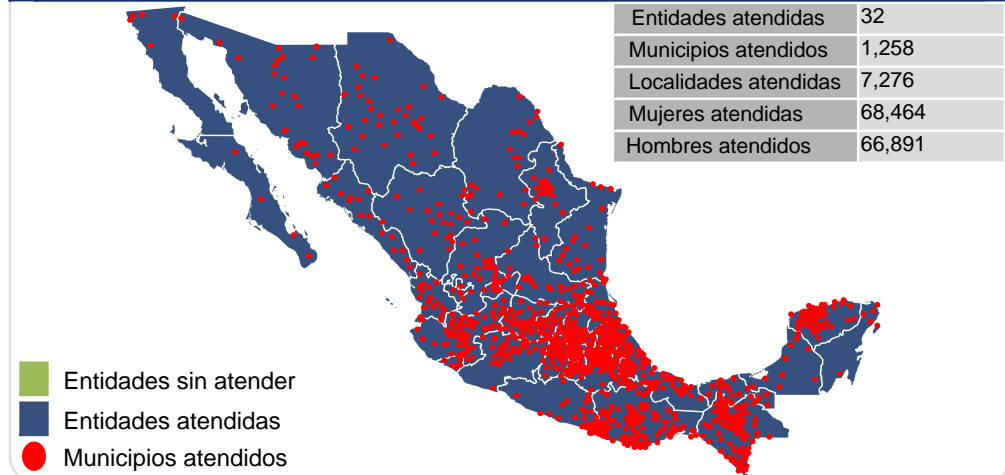 Entidades atendidas 32
Municipios atendidos 1,258
Localidades atendidas 7,276
Mujeres atendidas 68,464
Hombres atendidos 66,891
Entidades sin atender
Entidades atendidas
Municipios atendidos